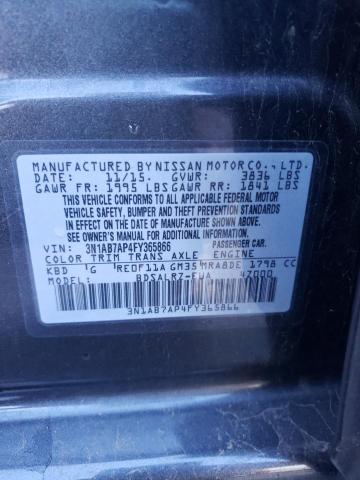 MANUFACTURED BY NISSAN MOTOR CO., LTD.
DATE: 11/15. GVWR: 3836 LBS
GAWR FR: 1995 LBS GAWR RR: 1841 LBS
THIS VEHICLE CONFORMS
TO ALL APPLICABLE FEDERAL MOTOR
VEHICLE SAFETY, BUMPER AND THEFT PREVENTION
STANDARDS IN EFFECT ON THE DATE
OF MANUFACTURE SHOWN ABOVE.
SEE OWNER'S MANUAL FOR ADDITIONAL INFORMATION
VIN: 3N1AB7AP4FY365866 PASSENGER CAR.
COLOR TRIM TRANS AXLE ENGINE
KBD G RE0F11A GM35 MRA8DE 1798 CC
BDSALR7-EUA 4Z000
3N1AB7AP4FY365866